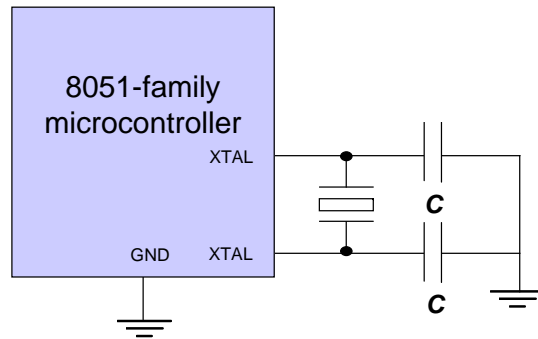 8051-family
microcontroller
XTAL
C
GND
XTAL
C